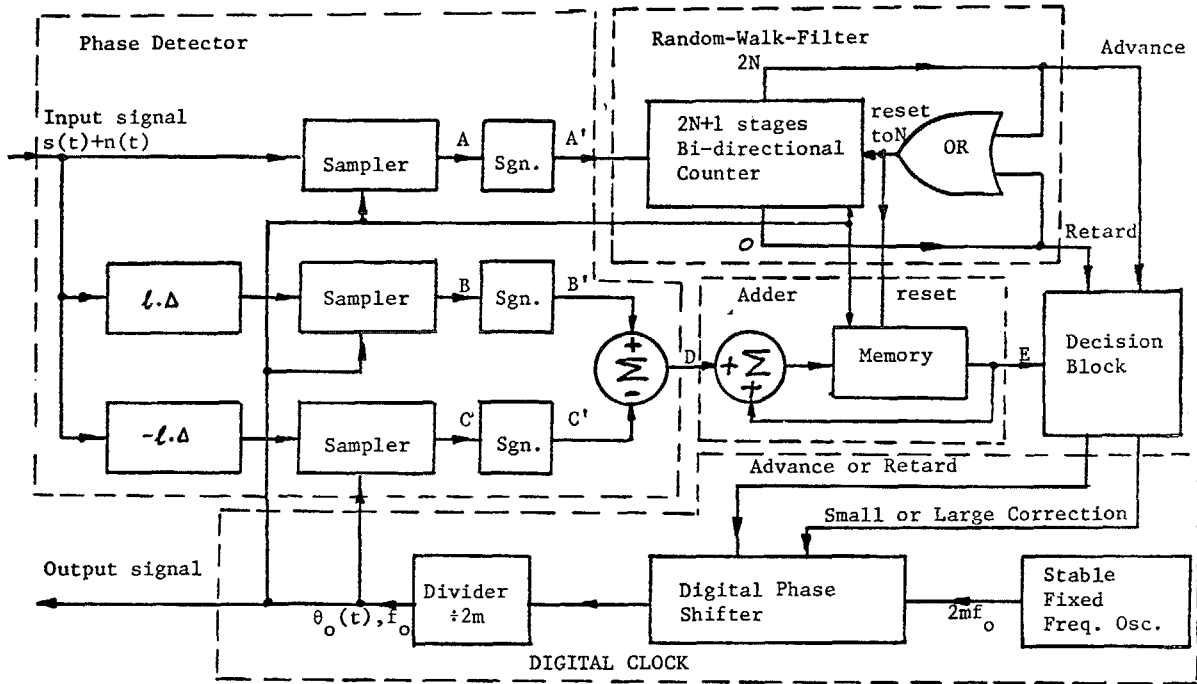 Phase Detector
Random-Walk-Filter
2N
Advance
Input signal
s(t)+n(t)
Sampler
A
Sgn.
A'
2N+1 stages
Bi-directional
Counter
reset
toN
OR
O
Retard
ℓ.Δ
Sampler
B
Sgn.
B'
Adder
reset
+
Σ
-
D
+
Σ
+
Memory
E
Decision
Block
-ℓ.Δ
Sampler
C
Sgn.
C'
Advance or Retard
Small or Large Correction
Output signal
θo(t),fo
Divider
÷2m
Digital Phase
Shifter
2mfo
Stable
Fixed
Freq. Osc.
DIGITAL CLOCK